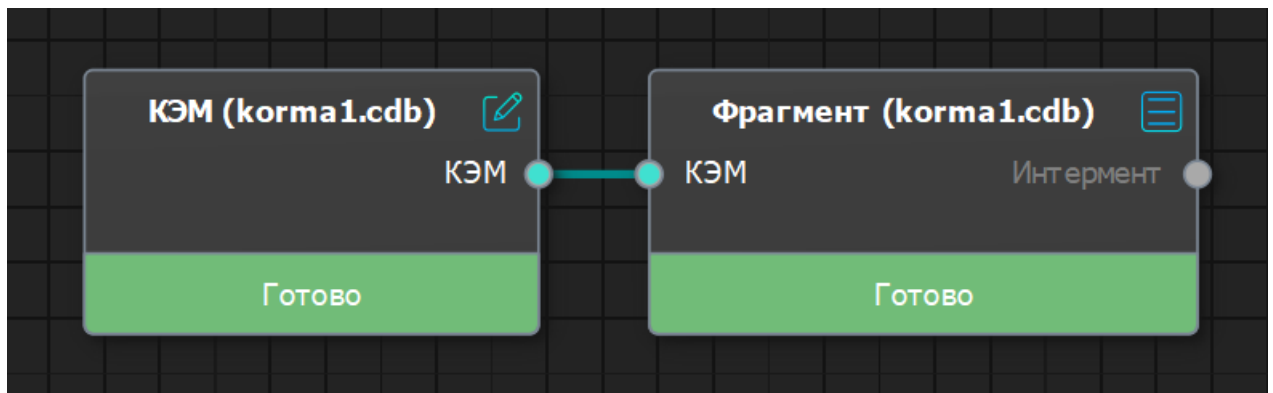 КЭМ (korma1.cdb)
КЭМ
Готово
Фрагмент (korma1.cdb)
КЭМ Интермент
Готово